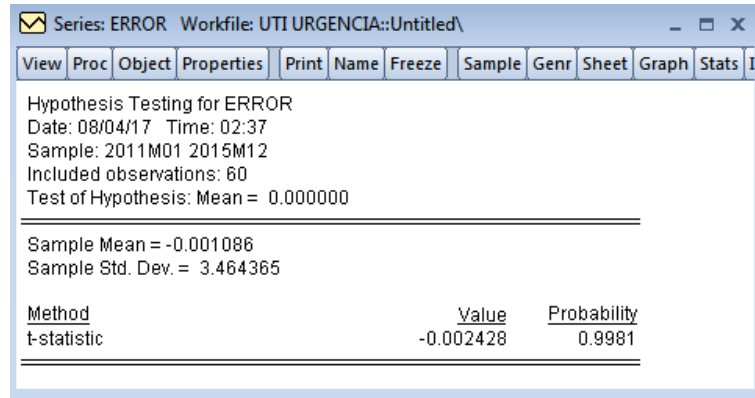 Series: ERROR Workfile: UTI URGENCIA::Untitled\
View Proc Object Properties Print Name Freeze Sample Genr Sheet Graph Stats
Hypothesis Testing for ERROR
Date: 08/04/17 Time: 02:37
Sample: 2011M01 2015M12
Included observations: 60
Test of Hypothesis: Mean = 0.000000
Sample Mean = -0.001086
Sample Std. Dev. = 3.464365
Method Value Probability
t-statistic -0.002428 0.9981